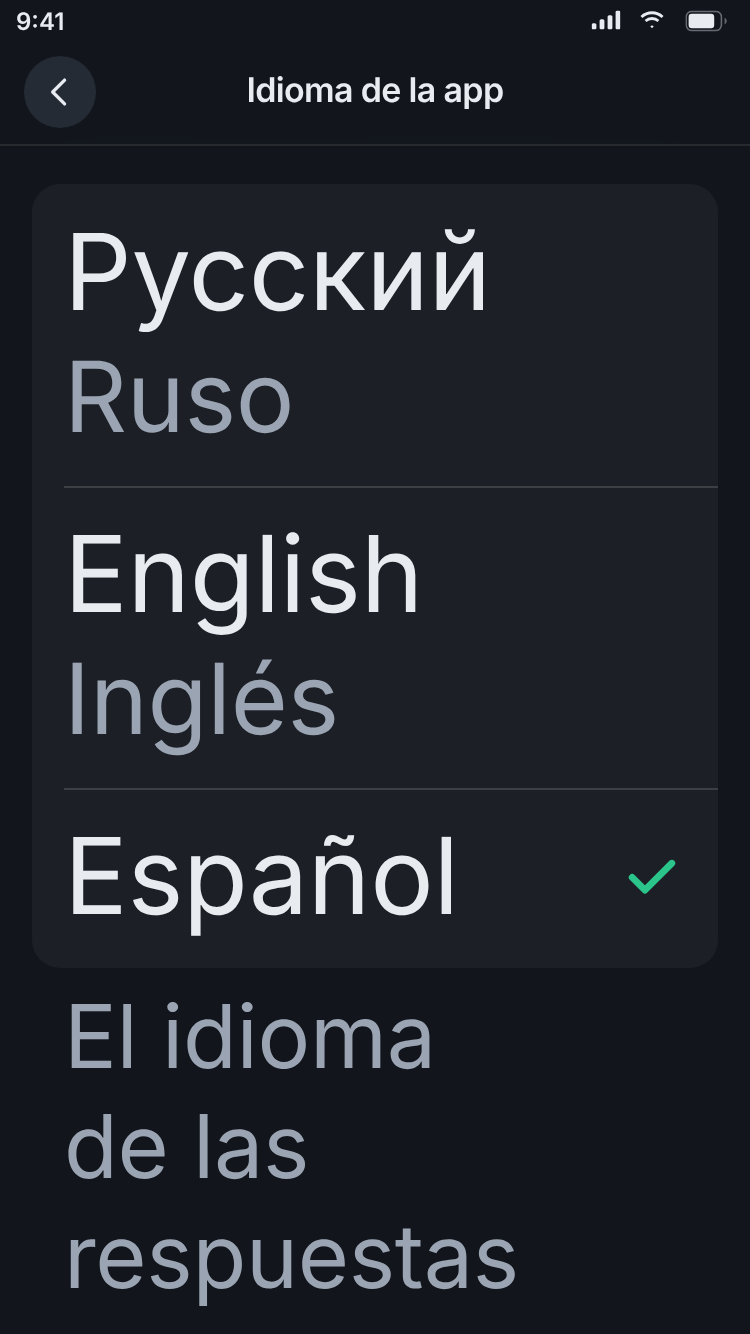 9:41
Idioma de la app
Русский
Ruso
English
Inglés
Español
El idioma
de las
respuestas